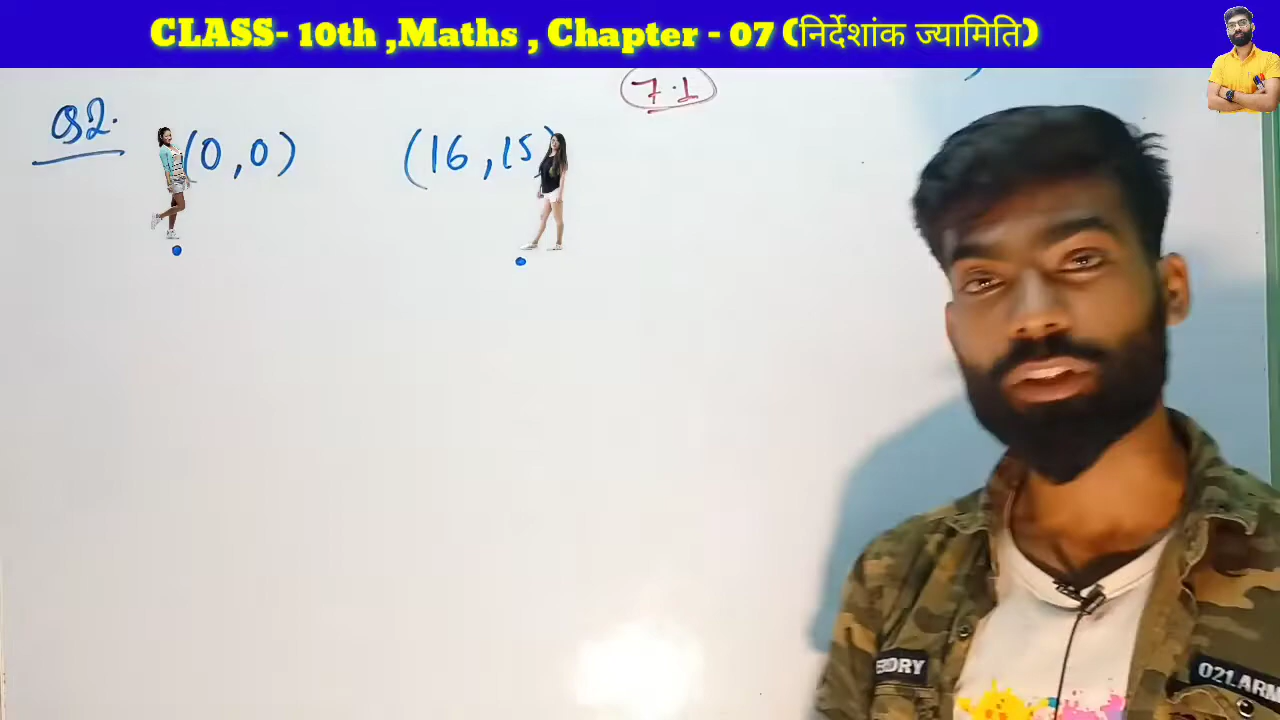 CLASS- 10th ,Maths , Chapter - 07 (निर्देशांक ज्यामिति)
7.1
Q2. (0,0) (16,15)
021.ARM